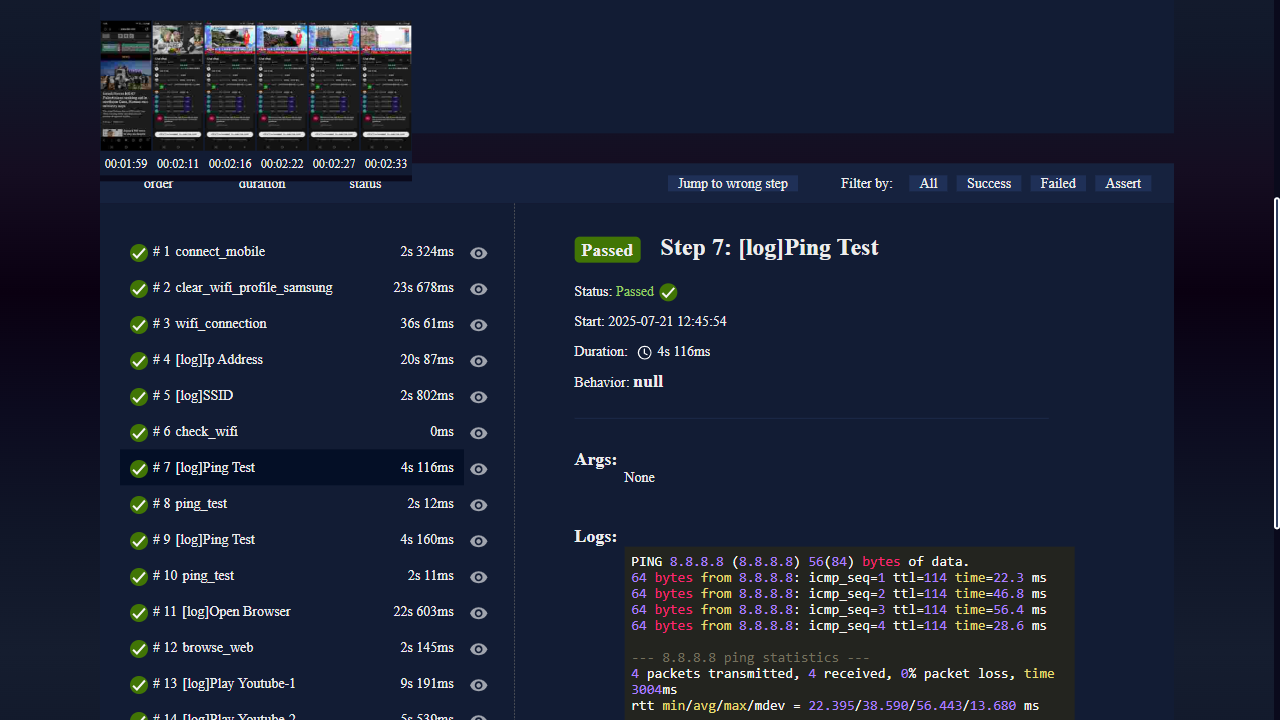 00:01:59 00:02:11 00:02:16 00:02:22 00:02:27 00:02:33
order duration status Jump to wrong step Filter by: All Success Failed Assert
# 1 connect_mobile 2s 324ms
# 2 clear_wifi_profile_samsung 23s 678ms
# 3 wifi_connection 36s 61ms
# 4 [log]Ip Address 20s 87ms
# 5 [log]SSID 2s 802ms
# 6 check_wifi 0ms
# 7 [log]Ping Test 4s 116ms
# 8 ping_test 2s 12ms
# 9 [log]Ping Test 4s 160ms
# 10 ping_test 2s 11ms
# 11 [log]Open Browser 22s 603ms
# 12 browse_web 2s 145ms
# 13 [log]Play Youtube-1 9s 191ms
# 14 [log]Play Youtube-2 5s 539ms
Passed Step 7: [log]Ping Test
Status: Passed
Start: 2025-07-21 12:45:54
Duration: 4s 116ms
Behavior: null
Args:
None
Logs:
PING 8.8.8.8 (8.8.8.8) 56(84) bytes of data.
64 bytes from 8.8.8.8: icmp_seq=1 ttl=114 time=22.3 ms
64 bytes from 8.8.8.8: icmp_seq=2 ttl=114 time=46.8 ms
64 bytes from 8.8.8.8: icmp_seq=3 ttl=114 time=56.4 ms
64 bytes from 8.8.8.8: icmp_seq=4 ttl=114 time=28.6 ms
--- 8.8.8.8 ping statistics ---
4 packets transmitted, 4 received, 0% packet loss, time
3004ms
rtt min/avg/max/mdev = 22.395/38.590/56.443/13.680 ms